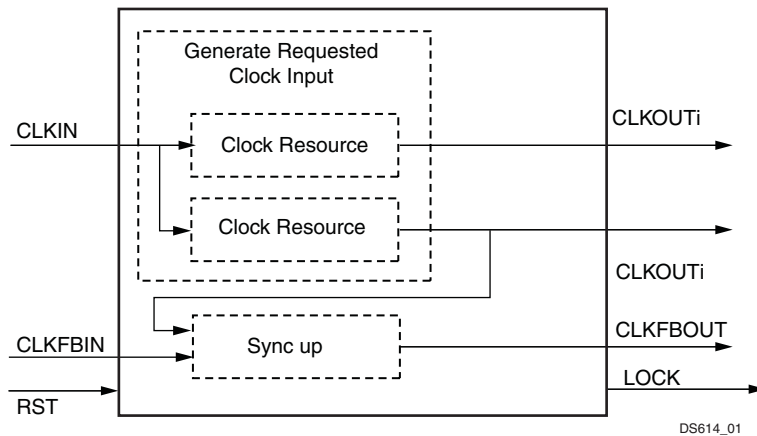 Generate Requested
Clock Input
CLKIN
Clock Resource
CLKOUTi
Clock Resource
CLKOUTi
CLKFBIN
Sync up
CLKFBOUT
LOCK
RST
DS614_01